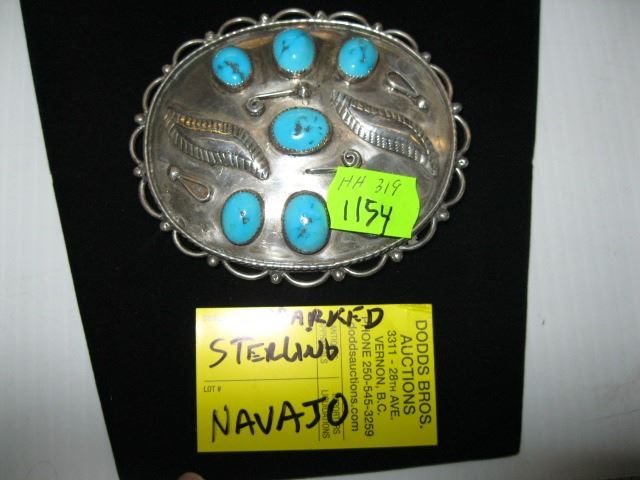 HH 319
1154
ARKED
STERLING
NAVAJO
LOT #
DODDS BROS.
AUCTIONS
3311 - 28TH AVE.
VERNON, B.C.
PHONE 250-545-3259
doddsauctions.com